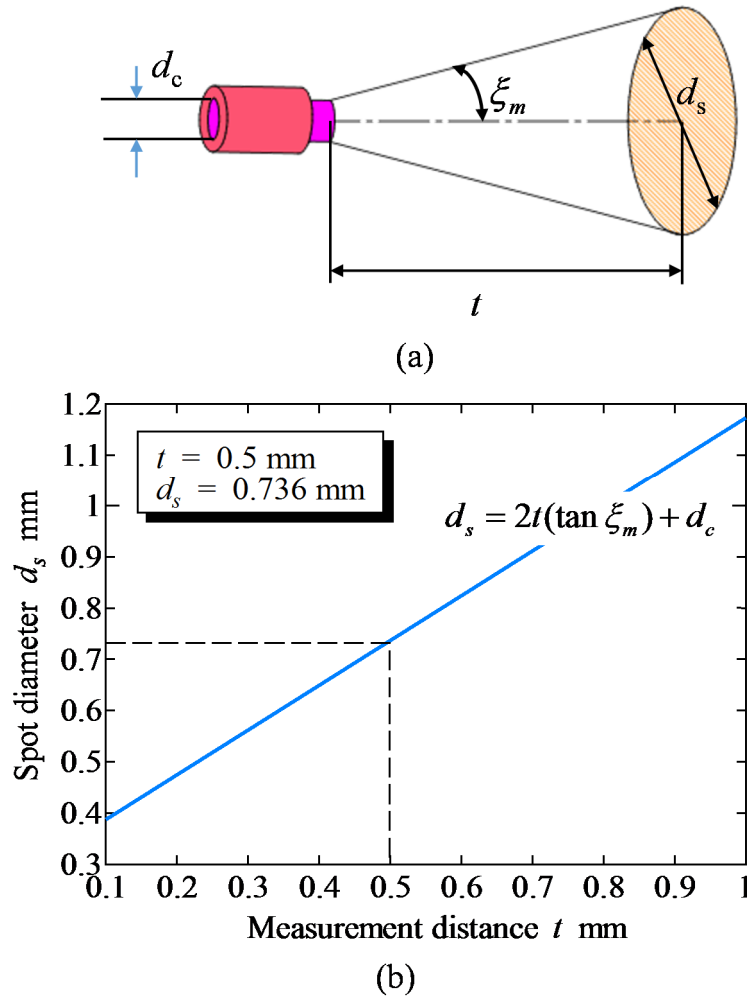 d_c
ξ_m
d_s
t
(a)
1.2
1.1
1
0.9
0.8
0.7
0.6
0.5
0.4
0.3
Spot diameter d_s mm
t = 0.5 mm
d_s = 0.736 mm
d_s = 2t(tan ξ_m) + d_c
0.1 0.2 0.3 0.4 0.5 0.6 0.7 0.8 0.9 1
Measurement distance t mm
(b)